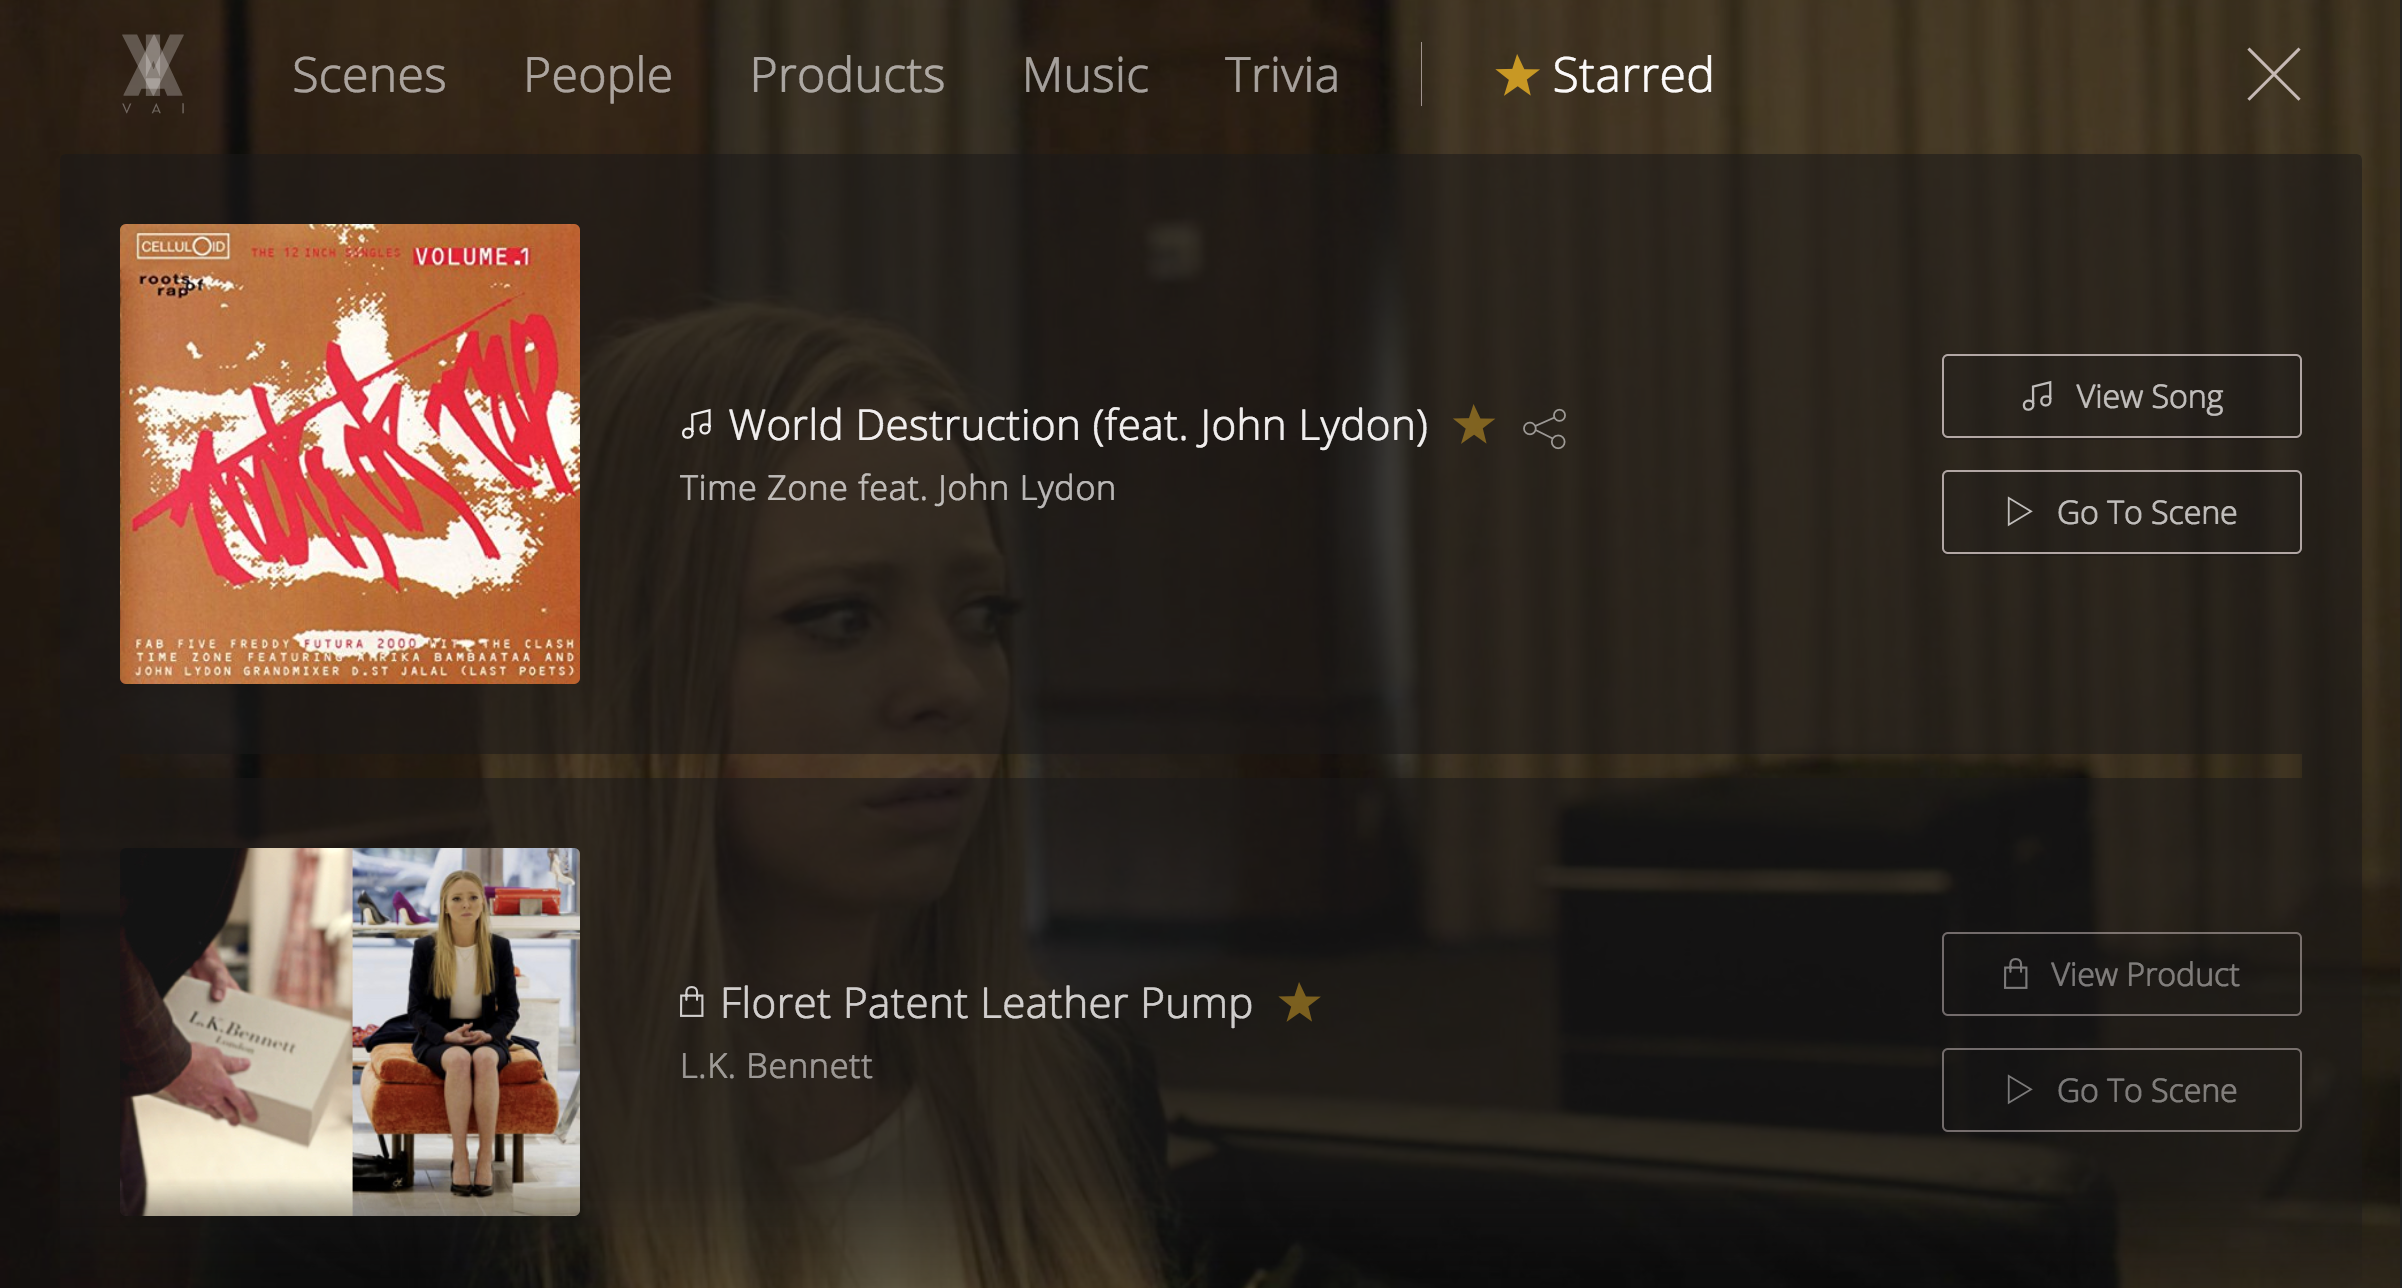 VAI
Scenes
People
Products
Music
Trivia
Starred
CELLULOID
THE 12 INCH SINGLES
VOLUME.1
roots of
rap
FAB FIVE FREDDY FUTURA 2000 WITH THE CLASH
TIME ZONE FEATURING AFRIKA BAMBAATAA AND
JOHN LYDON GRANDMIXER D.ST JALAL (LAST POETS)
World Destruction (feat. John Lydon)
Time Zone feat. John Lydon
View Song
Go To Scene
L.K.Bennett
London
Floret Patent Leather Pump
L.K. Bennett
View Product
Go To Scene